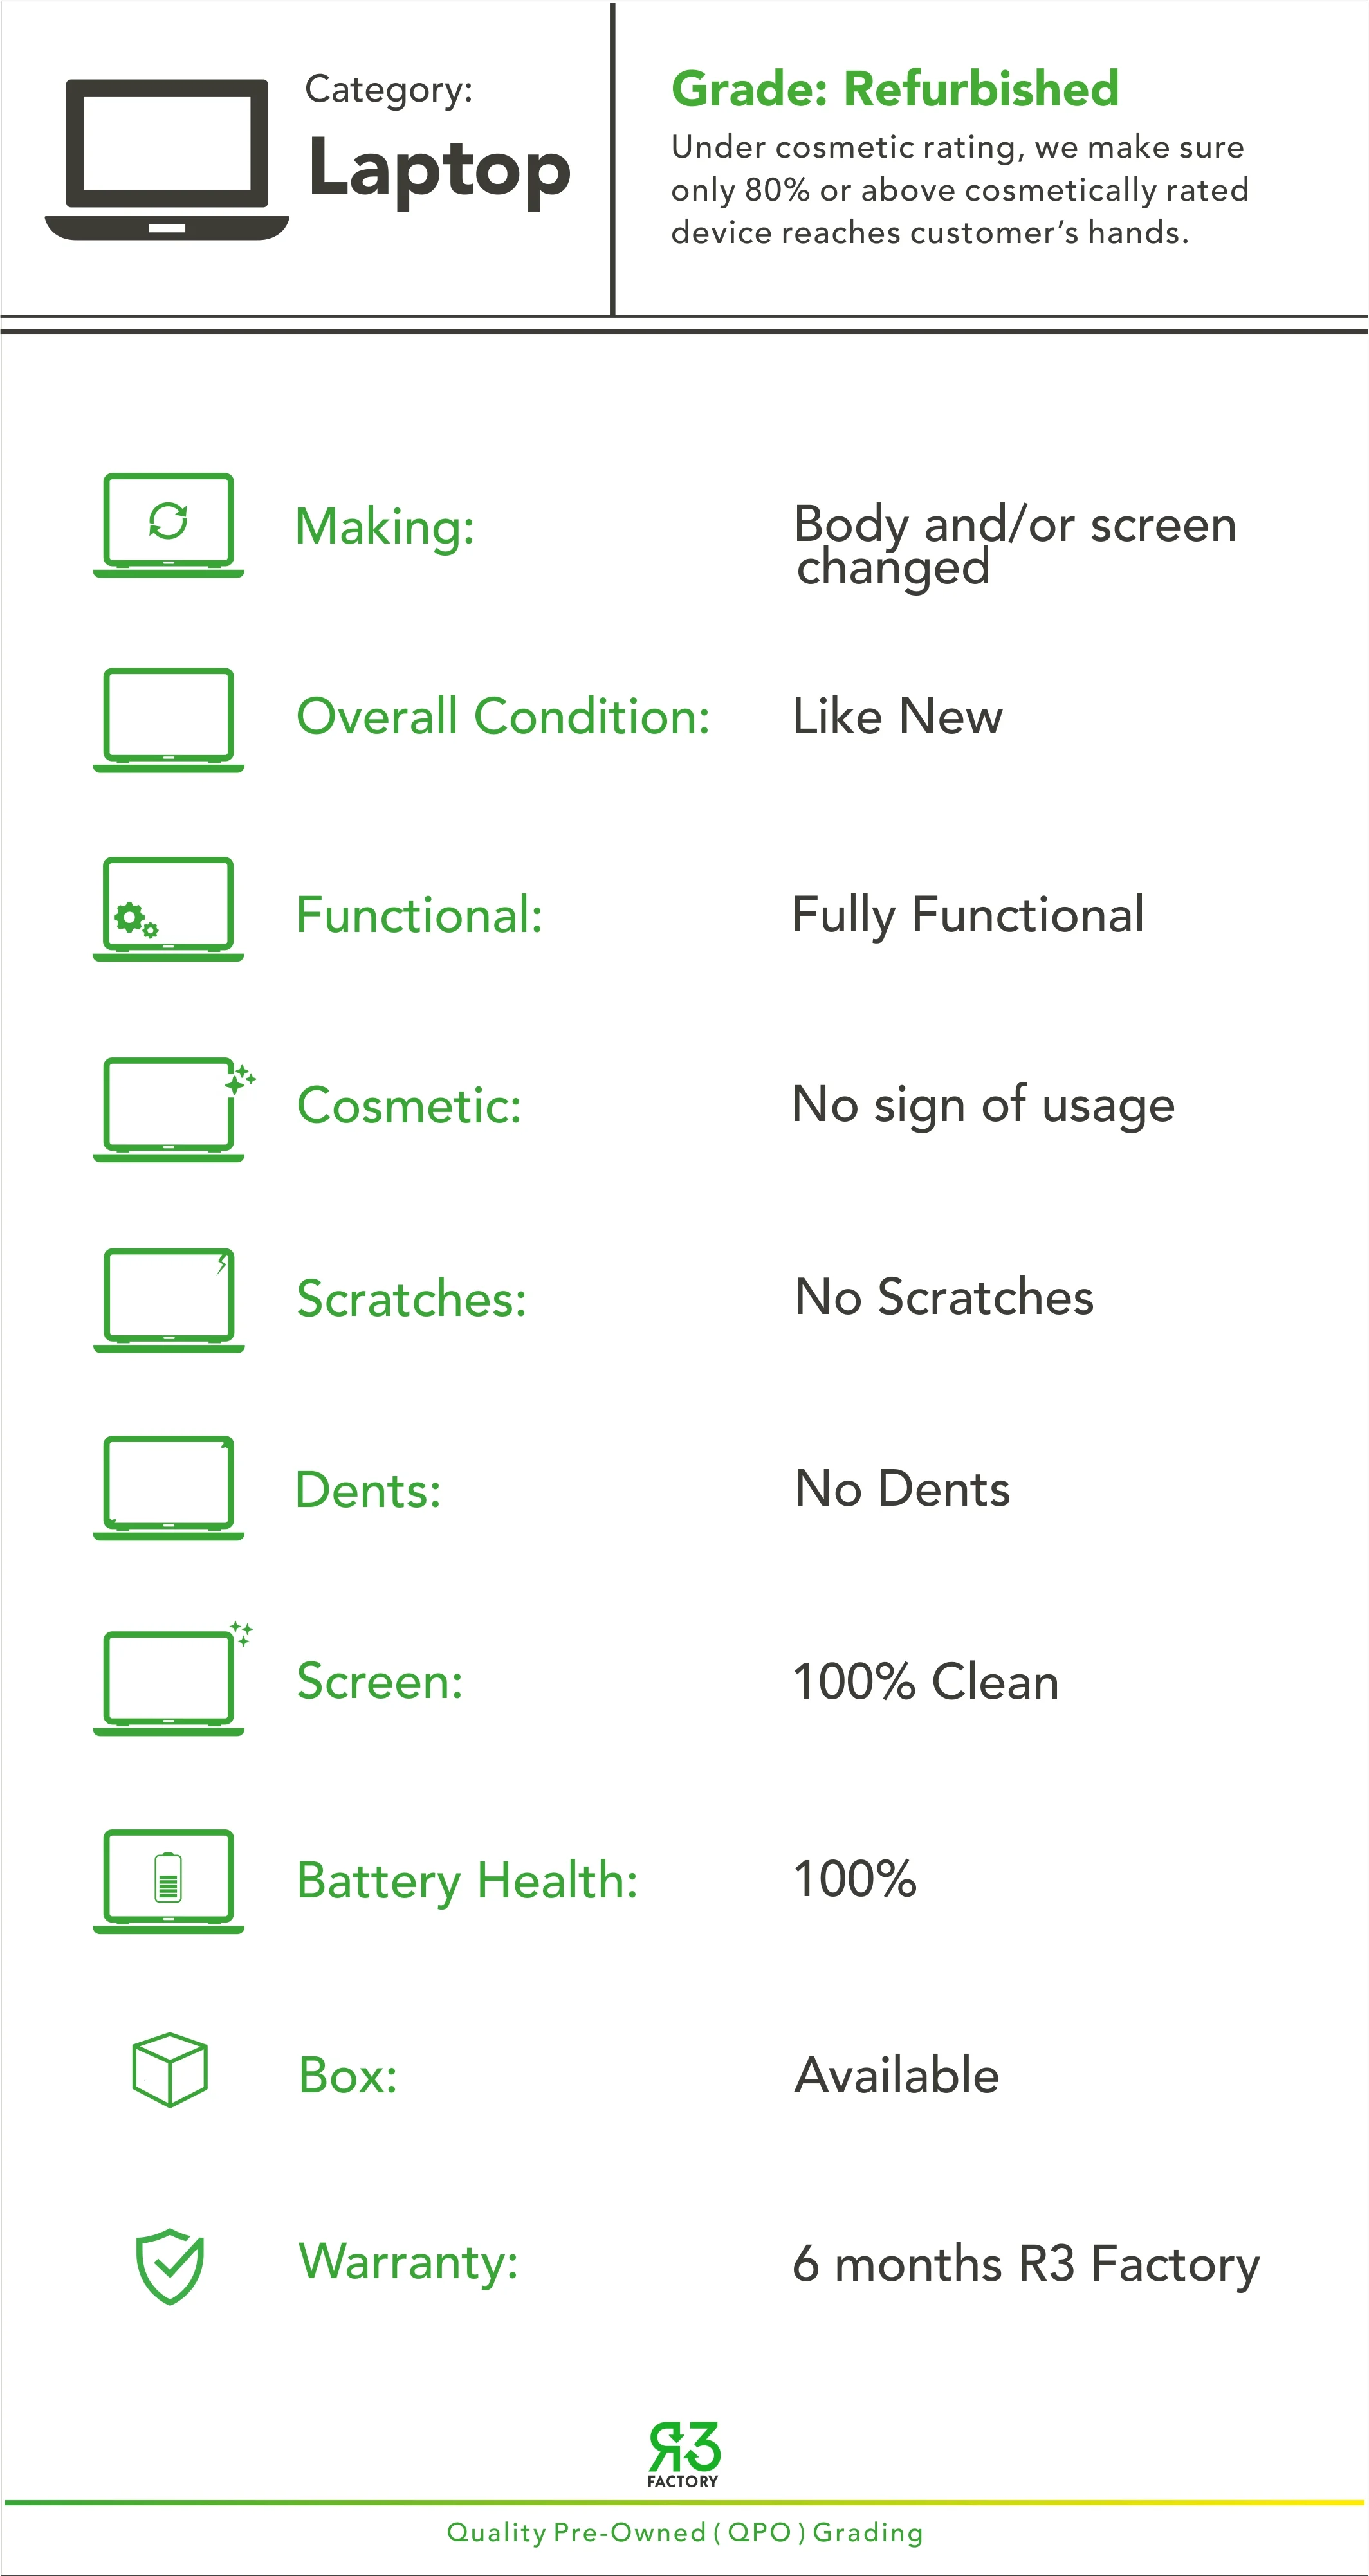 Category:
Laptop
Grade: Refurbished
Under cosmetic rating, we make sure
only 80% or above cosmetically rated
device reaches customer’s hands.
Making: Body and/or screen
changed
Overall Condition: Like New
Functional: Fully Functional
Cosmetic: No sign of usage
Scratches: No Scratches
Dents: No Dents
Screen: 100% Clean
Battery Health: 100%
Box: Available
Warranty: 6 months R3 Factory
R3
FACTORY
Quality Pre-Owned ( QPO ) Grading